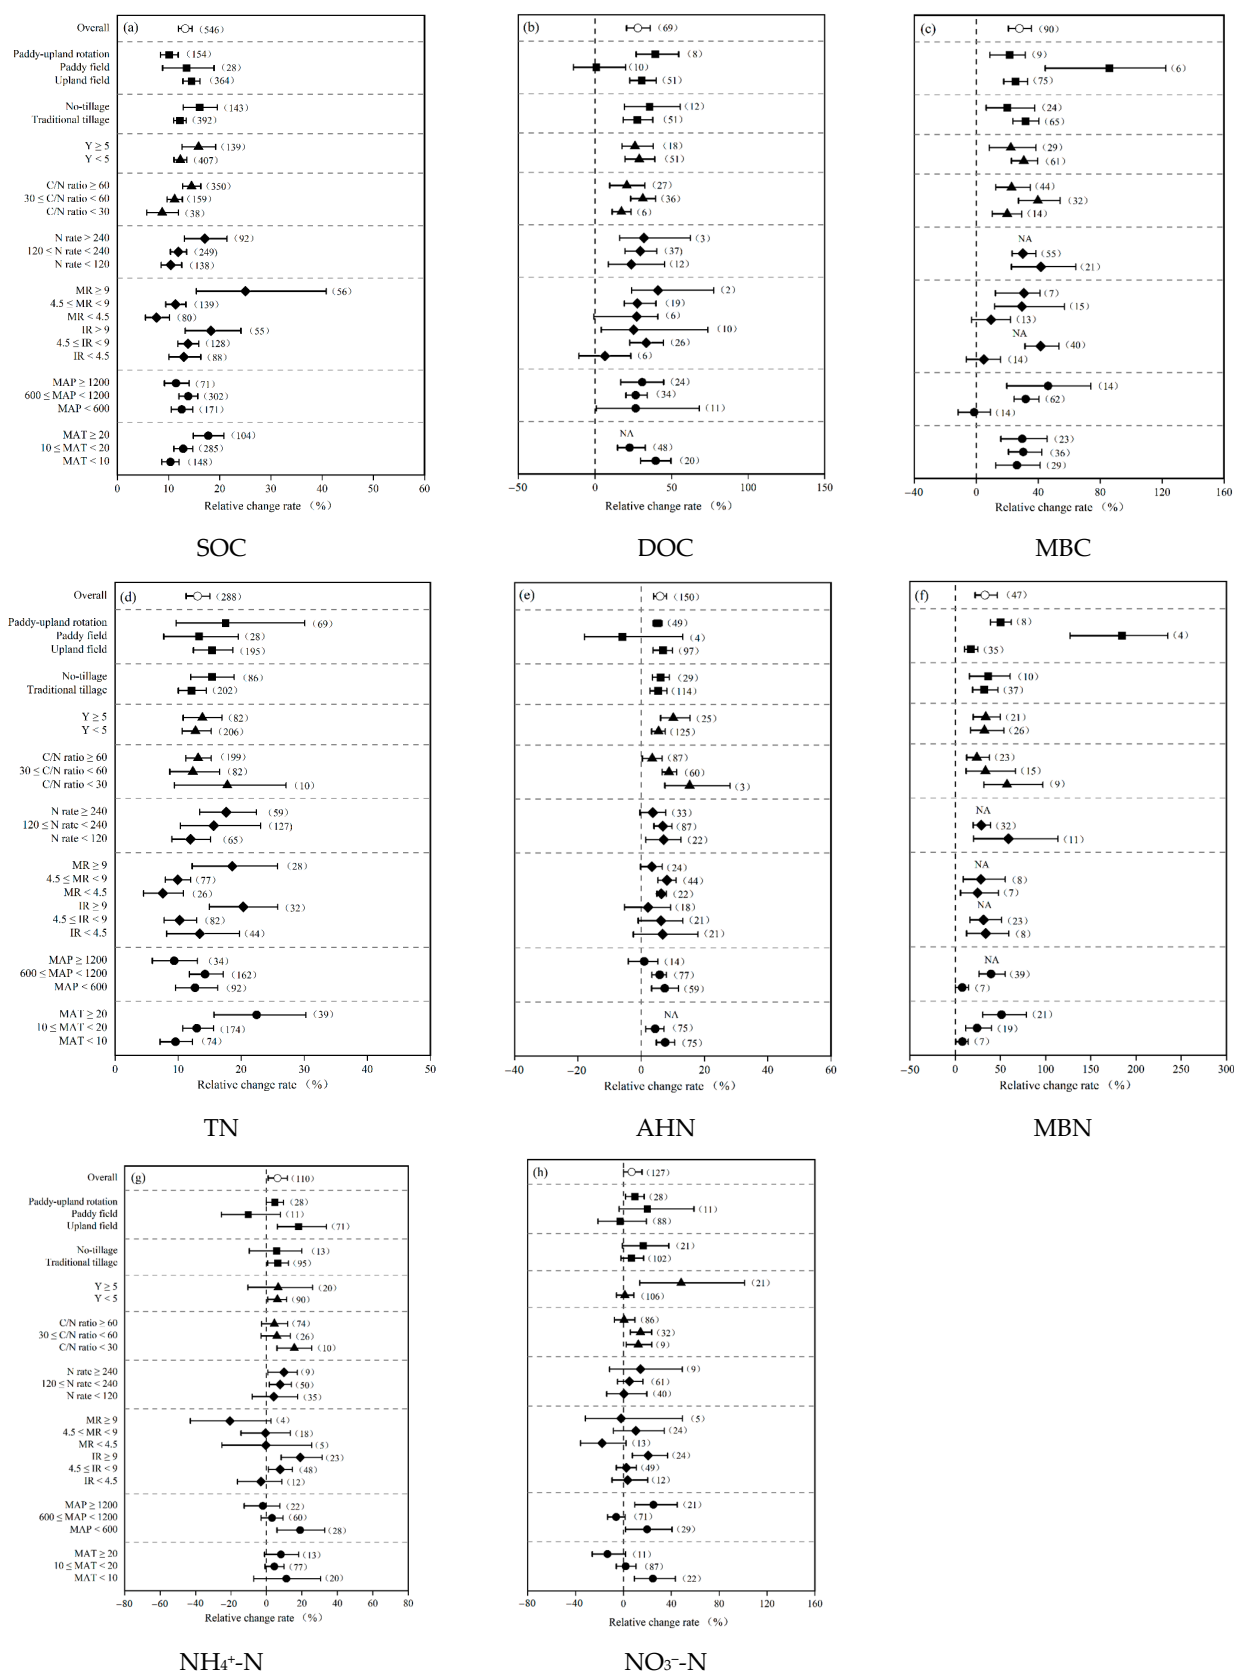 (a)
Overall (546)
Paddy-upland rotation (154)
Paddy field (28)
Upland field (364)
No-tillage (143)
Traditional tillage (392)
Y ≥ 5 (139)
Y < 5 (407)
C/N ratio ≥ 60 (350)
30 ≤ C/N ratio < 60 (159)
C/N ratio < 30 (38)
N rate > 240 (92)
120 < N rate < 240 (249)
N rate < 120 (138)
MR ≥ 9 (56)
4.5 ≤ MR < 9 (139)
MR < 4.5 (80)
IR > 9 (55)
4.5 ≤ IR < 9 (128)
IR < 4.5 (88)
MAP ≥ 1200 (71)
600 ≤ MAP < 1200 (302)
MAP < 600 (171)
MAT ≥ 20 (104)
10 ≤ MAT < 20 (285)
MAT < 10 (148)
0 10 20 30 40 50 60
Relative change rate (%)
SOC
(b)
(69)
(8)
(10)
(51)
(12)
(51)
(18)
(51)
(27)
(36)
(6)
(3)
(37)
(12)
(2)
(19)
(6)
(10)
(26)
(6)
(24)
(34)
(11)
NA
(48)
(20)
−50 0 50 100 150
Relative change rate (%)
DOC
(c)
(90)
(9)
(6)
(75)
(24)
(65)
(29)
(61)
(44)
(32)
(14)
NA
(55)
(21)
(7)
(15)
(13)
NA
(40)
(14)
(14)
(62)
(14)
(23)
(36)
(29)
−40 0 40 80 120 160
Relative change rate (%)
MBC
(d)
Overall (288)
Paddy-upland rotation (69)
Paddy field (28)
Upland field (195)
No-tillage (86)
Traditional tillage (202)
Y ≥ 5 (82)
Y < 5 (206)
C/N ratio ≥ 60 (199)
30 ≤ C/N ratio < 60 (82)
C/N ratio < 30 (10)
N rate ≥ 240 (59)
120 ≤ N rate < 240 (127)
N rate < 120 (65)
MR ≥ 9 (28)
4.5 ≤ MR < 9 (77)
MR < 4.5 (26)
IR ≥ 9 (32)
4.5 ≤ IR < 9 (82)
IR < 4.5 (44)
MAP ≥ 1200 (34)
600 ≤ MAP < 1200 (162)
MAP < 600 (92)
MAT ≥ 20 (39)
10 ≤ MAT < 20 (174)
MAT < 10 (74)
0 10 20 30 40 50
Relative change rate (%)
TN
(e)
(150)
(49)
(4)
(97)
(29)
(114)
(25)
(125)
(87)
(60)
(3)
(33)
(87)
(22)
(24)
(44)
(22)
(18)
(21)
(21)
(14)
(77)
(59)
NA
(75)
(75)
−40 −20 0 20 40 60
Relative change rate (%)
AHN
(f)
(47)
(8)
(4)
(35)
(10)
(37)
(21)
(26)
(23)
(15)
(9)
NA
(32)
(11)
NA
(8)
(7)
NA
(23)
(8)
NA
(39)
(7)
(21)
(19)
(7)
−50 0 50 100 150 200 250 300
Relative change rate (%)
MBN
(g)
Overall (110)
Paddy-upland rotation (28)
Paddy field (11)
Upland field (71)
No-tillage (13)
Traditional tillage (95)
Y ≥ 5 (20)
Y < 5 (90)
C/N ratio ≥ 60 (74)
30 ≤ C/N ratio < 60 (26)
C/N ratio < 30 (10)
N rate ≥ 240 (9)
120 ≤ N rate < 240 (50)
N rate < 120 (35)
MR ≥ 9 (4)
4.5 < MR < 9 (18)
MR < 4.5 (5)
IR ≥ 9 (23)
4.5 ≤ IR < 9 (48)
IR < 4.5 (12)
MAP ≥ 1200 (22)
600 ≤ MAP < 1200 (60)
MAP < 600 (28)
MAT ≥ 20 (13)
10 ≤ MAT < 20 (77)
MAT < 10 (20)
−80 −60 −40 −20 0 20 40 60 80
Relative change rate (%)
NH₄⁺-N
(h)
(127)
(28)
(11)
(88)
(21)
(102)
(21)
(106)
(86)
(32)
(9)
(9)
(61)
(40)
(5)
(24)
(13)
(24)
(49)
(12)
(21)
(71)
(29)
(11)
(87)
(22)
−80 −40 0 40 80 120 160
Relative change rate (%)
NO₃⁻-N